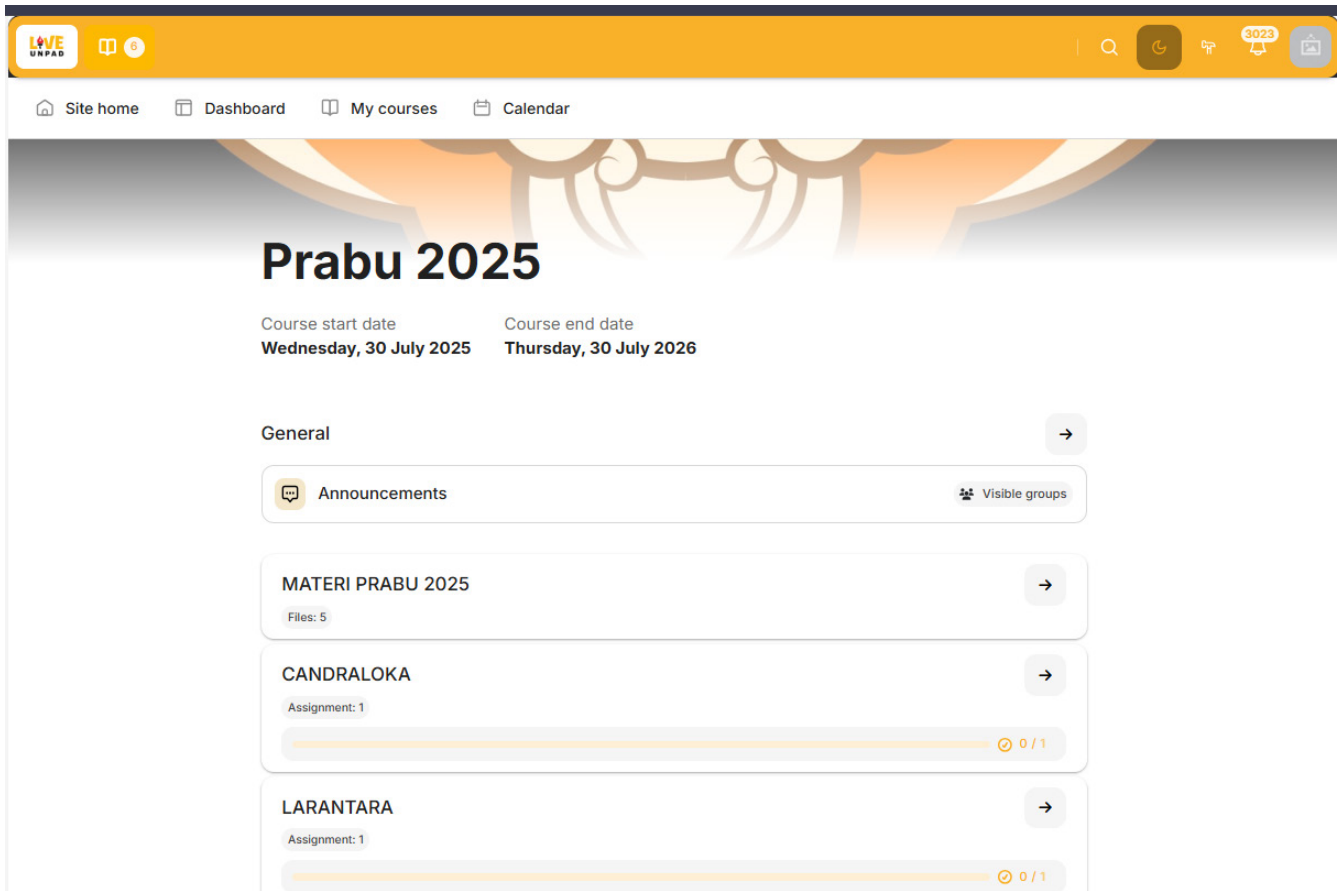 LOVE
UNPAD
6
3023
Site home
Dashboard
My courses
Calendar
Prabu 2025
Course start date
Wednesday, 30 July 2025
Course end date
Thursday, 30 July 2026
General
Announcements
Visible groups
MATERI PRABU 2025
Files: 5
CANDRALOKA
Assignment: 1
0 / 1
LARANTARA
Assignment: 1
0 / 1